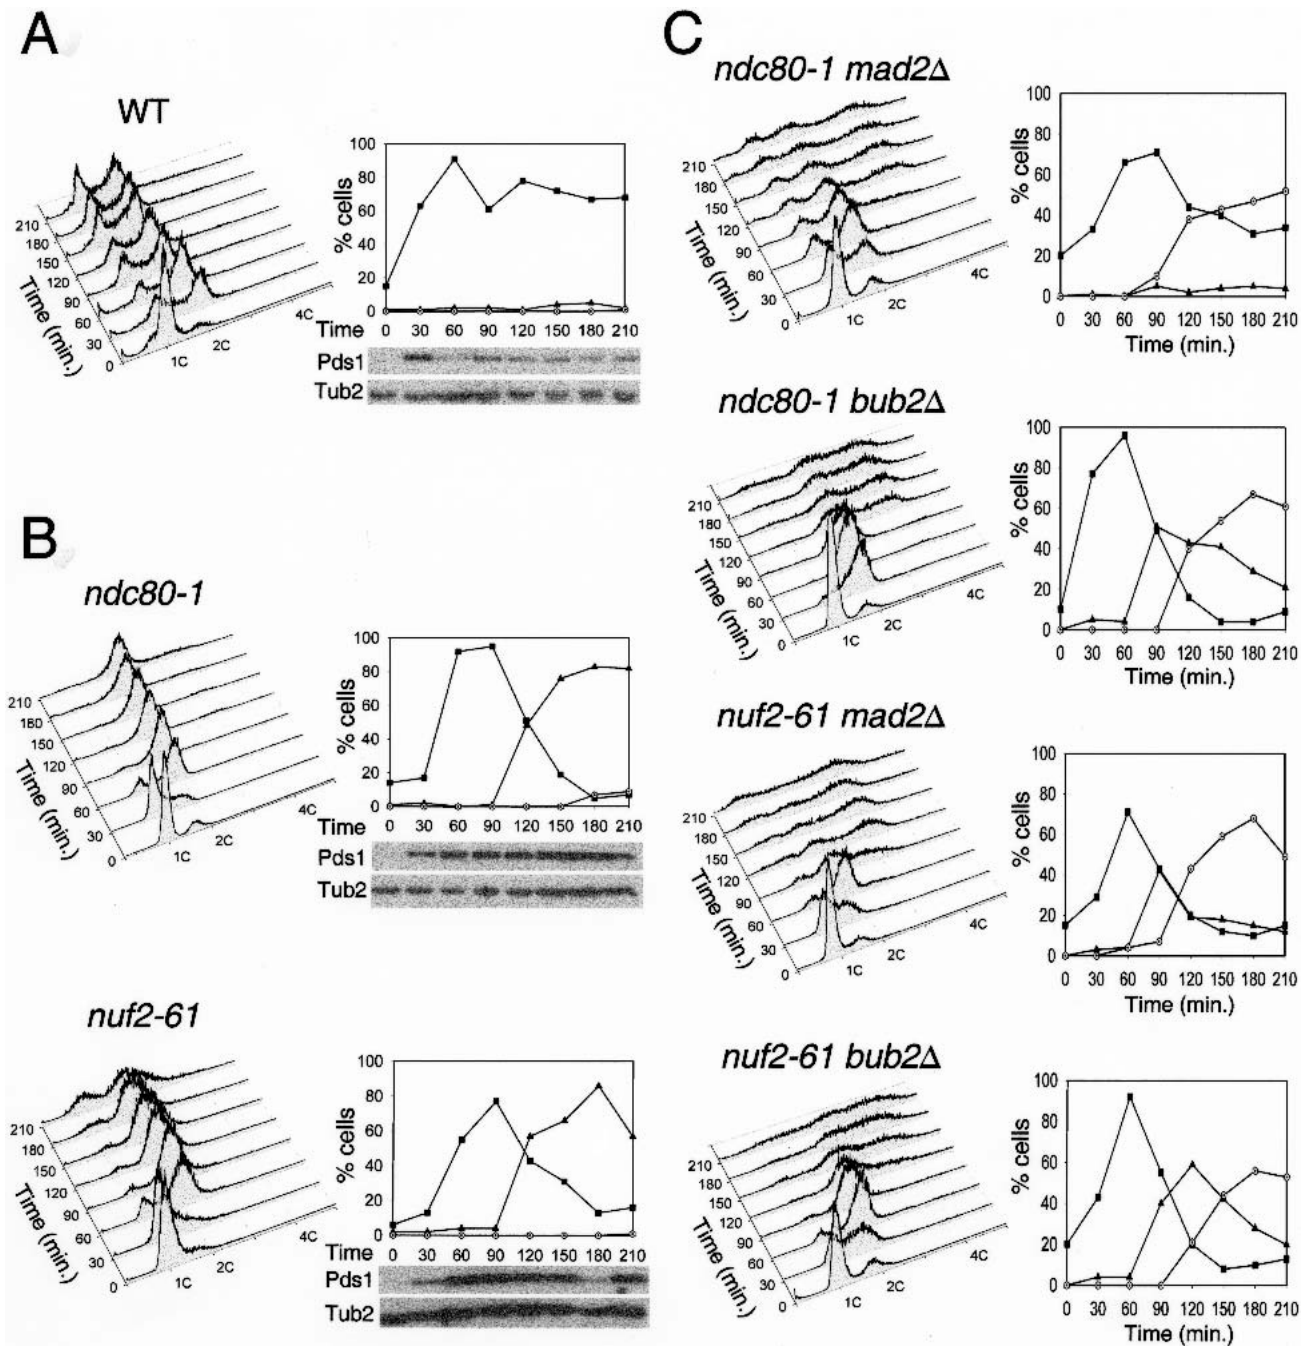 A
WT
210
180
150
120
90
60
30
0
Time (min.)
1C
2C
4C
% cells
100
80
60
40
20
0
Time 0 30 60 90 120 150 180 210
Pds1
Tub2
B
ndc80-1
210
180
150
120
90
60
30
0
Time (min.)
1C
2C
4C
% cells
100
80
60
40
20
0
Time 0 30 60 90 120 150 180 210
Pds1
Tub2
nuf2-61
210
180
150
120
90
60
30
0
Time (min.)
1C
2C
4C
% cells
100
80
60
40
20
0
Time 0 30 60 90 120 150 180 210
Pds1
Tub2
C
ndc80-1 mad2Δ
210
180
150
120
90
60
30
0
Time (min.)
1C
2C
4C
% cells
100
80
60
40
20
0
0 30 60 90 120 150 180 210
Time (min.)
ndc80-1 bub2Δ
210
180
150
120
90
60
30
0
Time (min.)
1C
2C
4C
% cells
100
80
60
40
20
0
0 30 60 90 120 150 180 210
Time (min.)
nuf2-61 mad2Δ
210
180
150
120
90
60
30
0
Time (min.)
1C
2C
4C
% cells
100
80
60
40
20
0
0 30 60 90 120 150 180 210
Time (min.)
nuf2-61 bub2Δ
210
180
150
120
90
60
30
0
Time (min.)
1C
2C
4C
% cells
100
80
60
40
20
0
0 30 60 90 120 150 180 210
Time (min.)